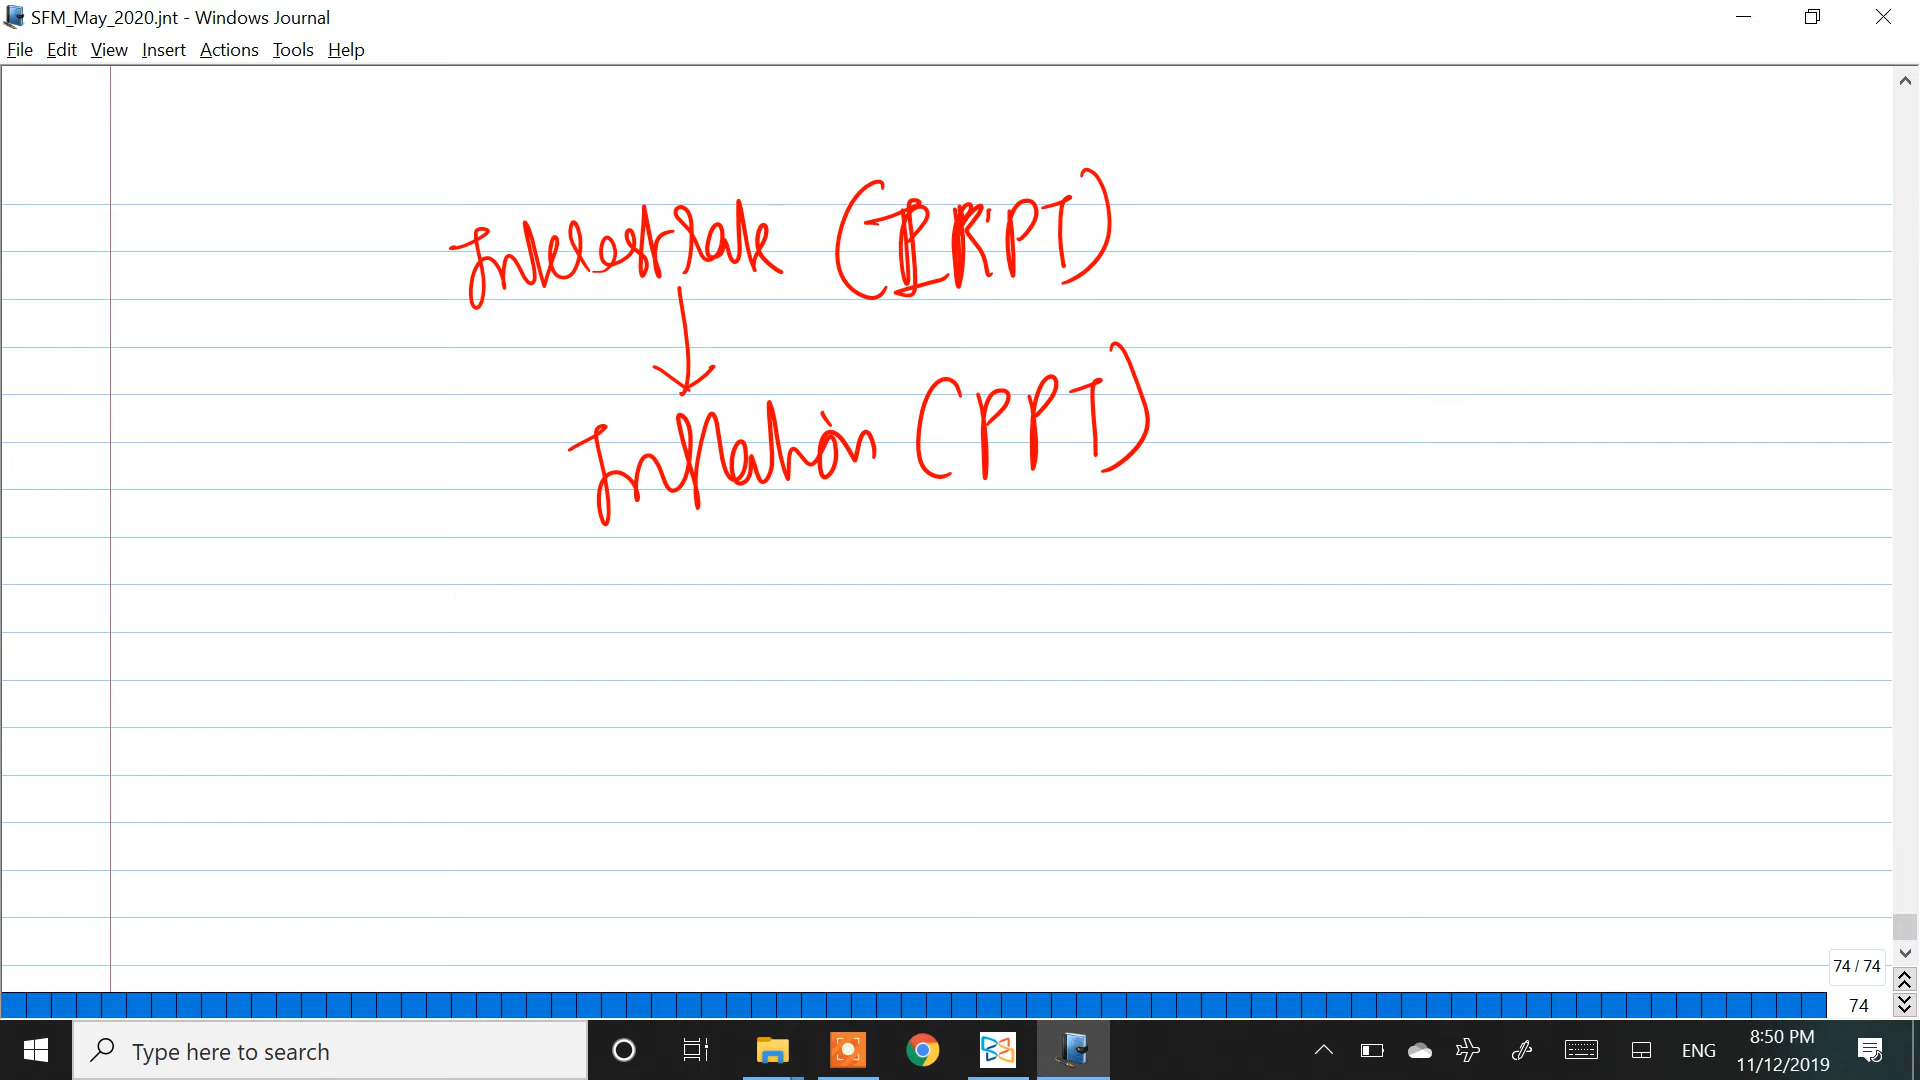 SFM_May_2020.jnt - Windows Journal
File Edit View Insert Actions Tools Help
Interest rate (IRPT)
Inflation (PPT)
74 / 74
74
Type here to search
ENG
8:50 PM
11/12/2019